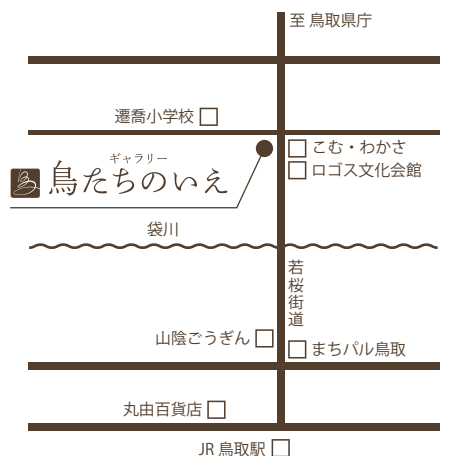 至 鳥取県庁
遷喬小学校
こむ・わかさ
ギャラリー
鳥たちのいえ
ロゴス文化会館
袋川
若桜街道
山陰ごうぎん
まちパル鳥取
丸由百貨店
JR 鳥取駅